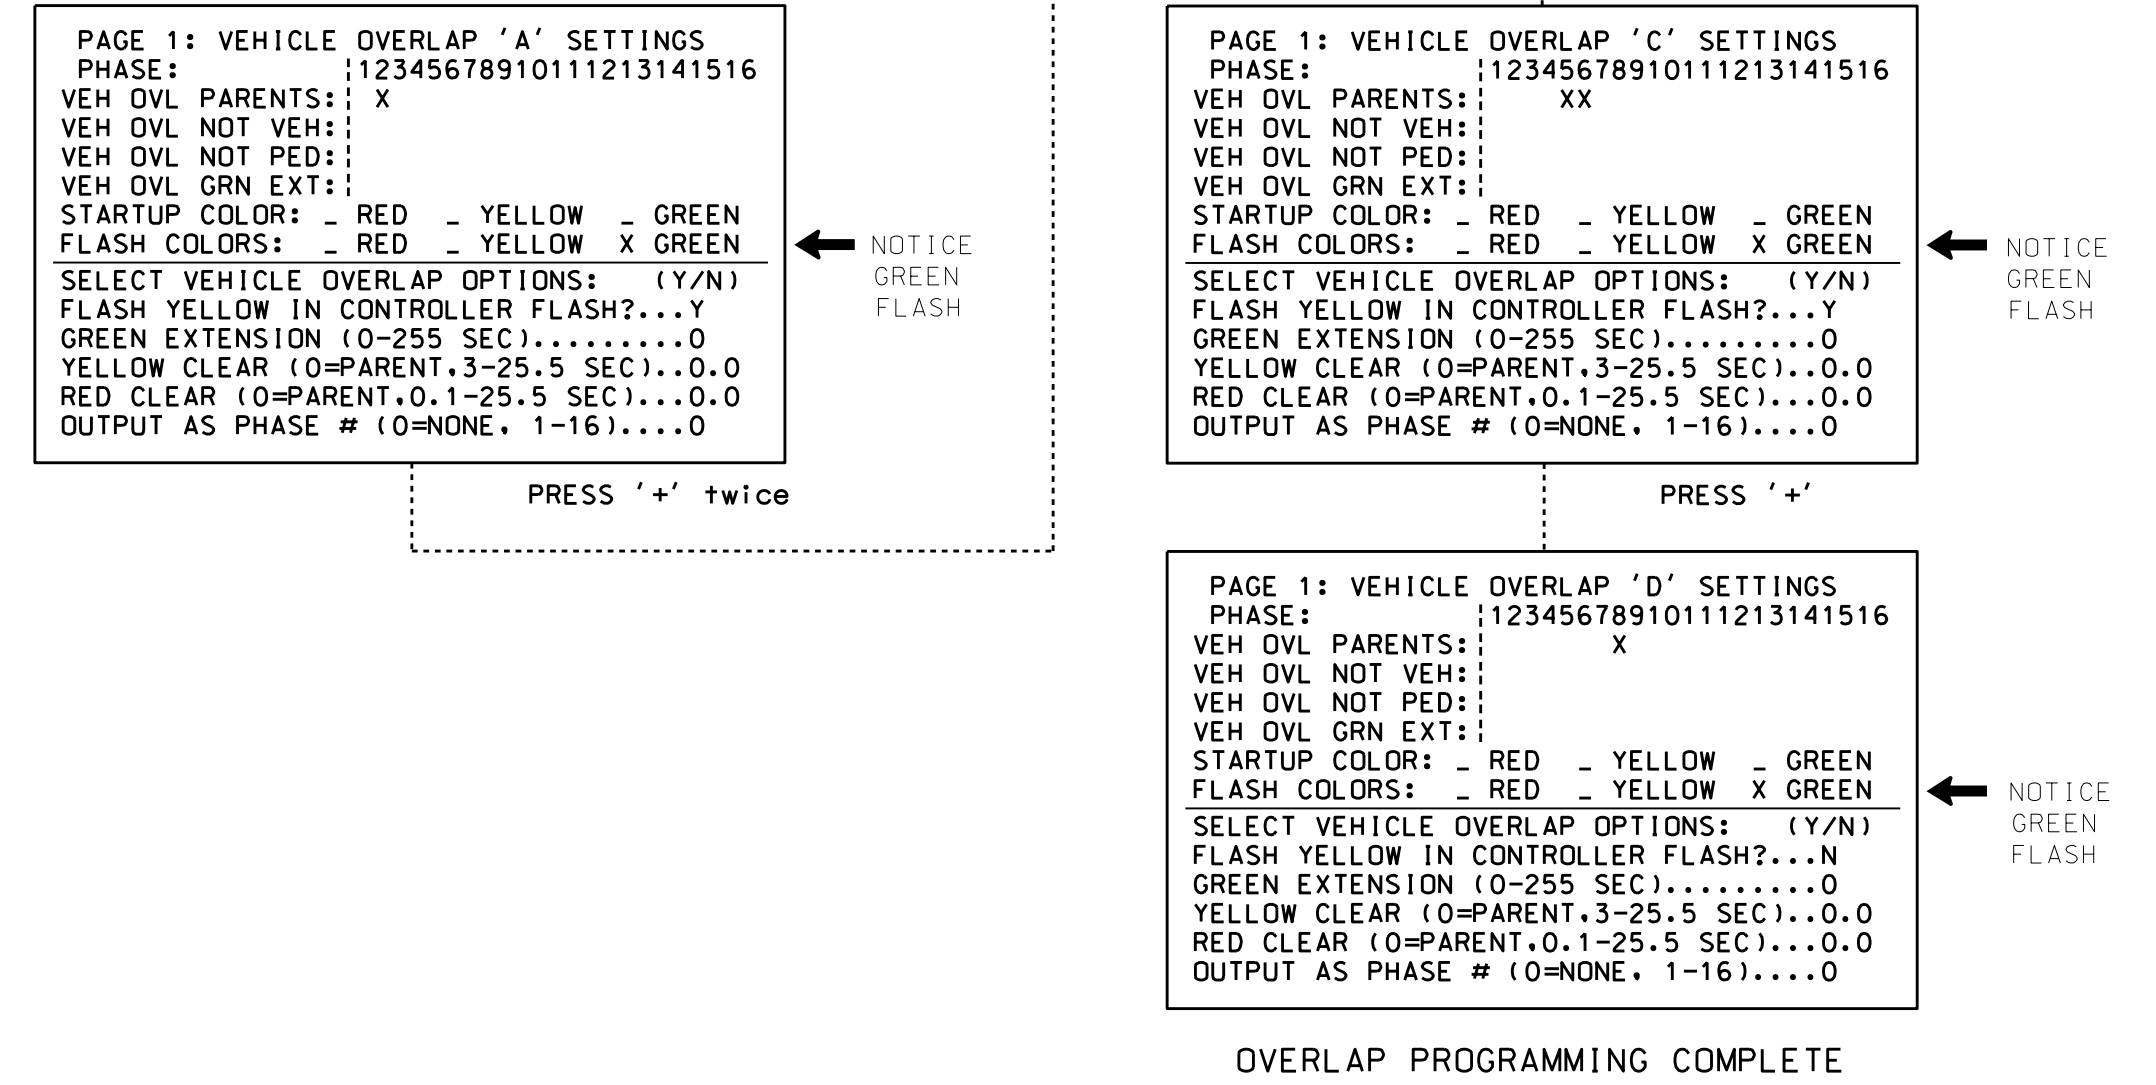 PAGE 1: VEHICLE OVERLAP 'A' SETTINGS
PHASE: |12345678910111213141516
VEH OVL PARENTS:| X
VEH OVL NOT VEH:|
VEH OVL NOT PED:|
VEH OVL GRN EXT:|
STARTUP COLOR: _ RED _ YELLOW _ GREEN
FLASH COLORS: _ RED _ YELLOW X GREEN
SELECT VEHICLE OVERLAP OPTIONS: (Y/N)
FLASH YELLOW IN CONTROLLER FLASH?...Y
GREEN EXTENSION (0-255 SEC).........0
YELLOW CLEAR (0=PARENT,3-25.5 SEC)..0.0
RED CLEAR (0=PARENT,0.1-25.5 SEC)...0.0
OUTPUT AS PHASE # (0=NONE, 1-16)....0
NOTICE
GREEN
FLASH
PRESS '+' twice
PAGE 1: VEHICLE OVERLAP 'C' SETTINGS
PHASE: |12345678910111213141516
VEH OVL PARENTS:| XX
VEH OVL NOT VEH:|
VEH OVL NOT PED:|
VEH OVL GRN EXT:|
STARTUP COLOR: _ RED _ YELLOW _ GREEN
FLASH COLORS: _ RED _ YELLOW X GREEN
SELECT VEHICLE OVERLAP OPTIONS: (Y/N)
FLASH YELLOW IN CONTROLLER FLASH?...Y
GREEN EXTENSION (0-255 SEC).........0
YELLOW CLEAR (0=PARENT,3-25.5 SEC)..0.0
RED CLEAR (0=PARENT,0.1-25.5 SEC)...0.0
OUTPUT AS PHASE # (0=NONE, 1-16)....0
NOTICE
GREEN
FLASH
PRESS '+'
PAGE 1: VEHICLE OVERLAP 'D' SETTINGS
PHASE: |12345678910111213141516
VEH OVL PARENTS:| X
VEH OVL NOT VEH:|
VEH OVL NOT PED:|
VEH OVL GRN EXT:|
STARTUP COLOR: _ RED _ YELLOW _ GREEN
FLASH COLORS: _ RED _ YELLOW X GREEN
SELECT VEHICLE OVERLAP OPTIONS: (Y/N)
FLASH YELLOW IN CONTROLLER FLASH?...N
GREEN EXTENSION (0-255 SEC).........0
YELLOW CLEAR (0=PARENT,3-25.5 SEC)..0.0
RED CLEAR (0=PARENT,0.1-25.5 SEC)...0.0
OUTPUT AS PHASE # (0=NONE, 1-16)....0
NOTICE
GREEN
FLASH
OVERLAP PROGRAMMING COMPLETE